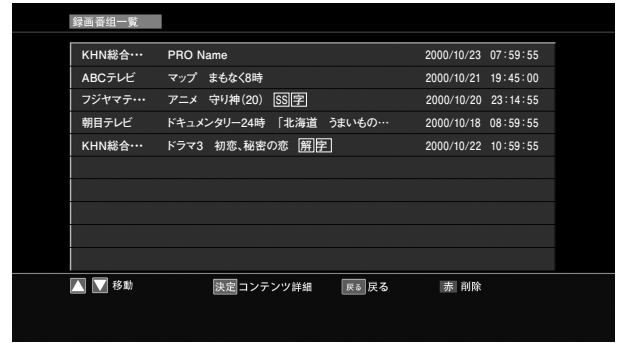 録画番組一覧
KHN総合… PRO Name 2000/10/23 07:59:55
ABCテレビ マップ まもなく8時 2000/10/21 19:45:00
フジヤマテ… アニメ 守り神(20) SS字 2000/10/20 23:14:55
朝目テレビ ドキュメンタリー24時 「北海道 うまいもの… 2000/10/18 08:59:55
KHN総合… ドラマ3 初恋、秘密の恋 解字 2000/10/22 10:59:55
▲ ▼ 移動 決定 コンテンツ詳細 戻る 戻る 赤 削除